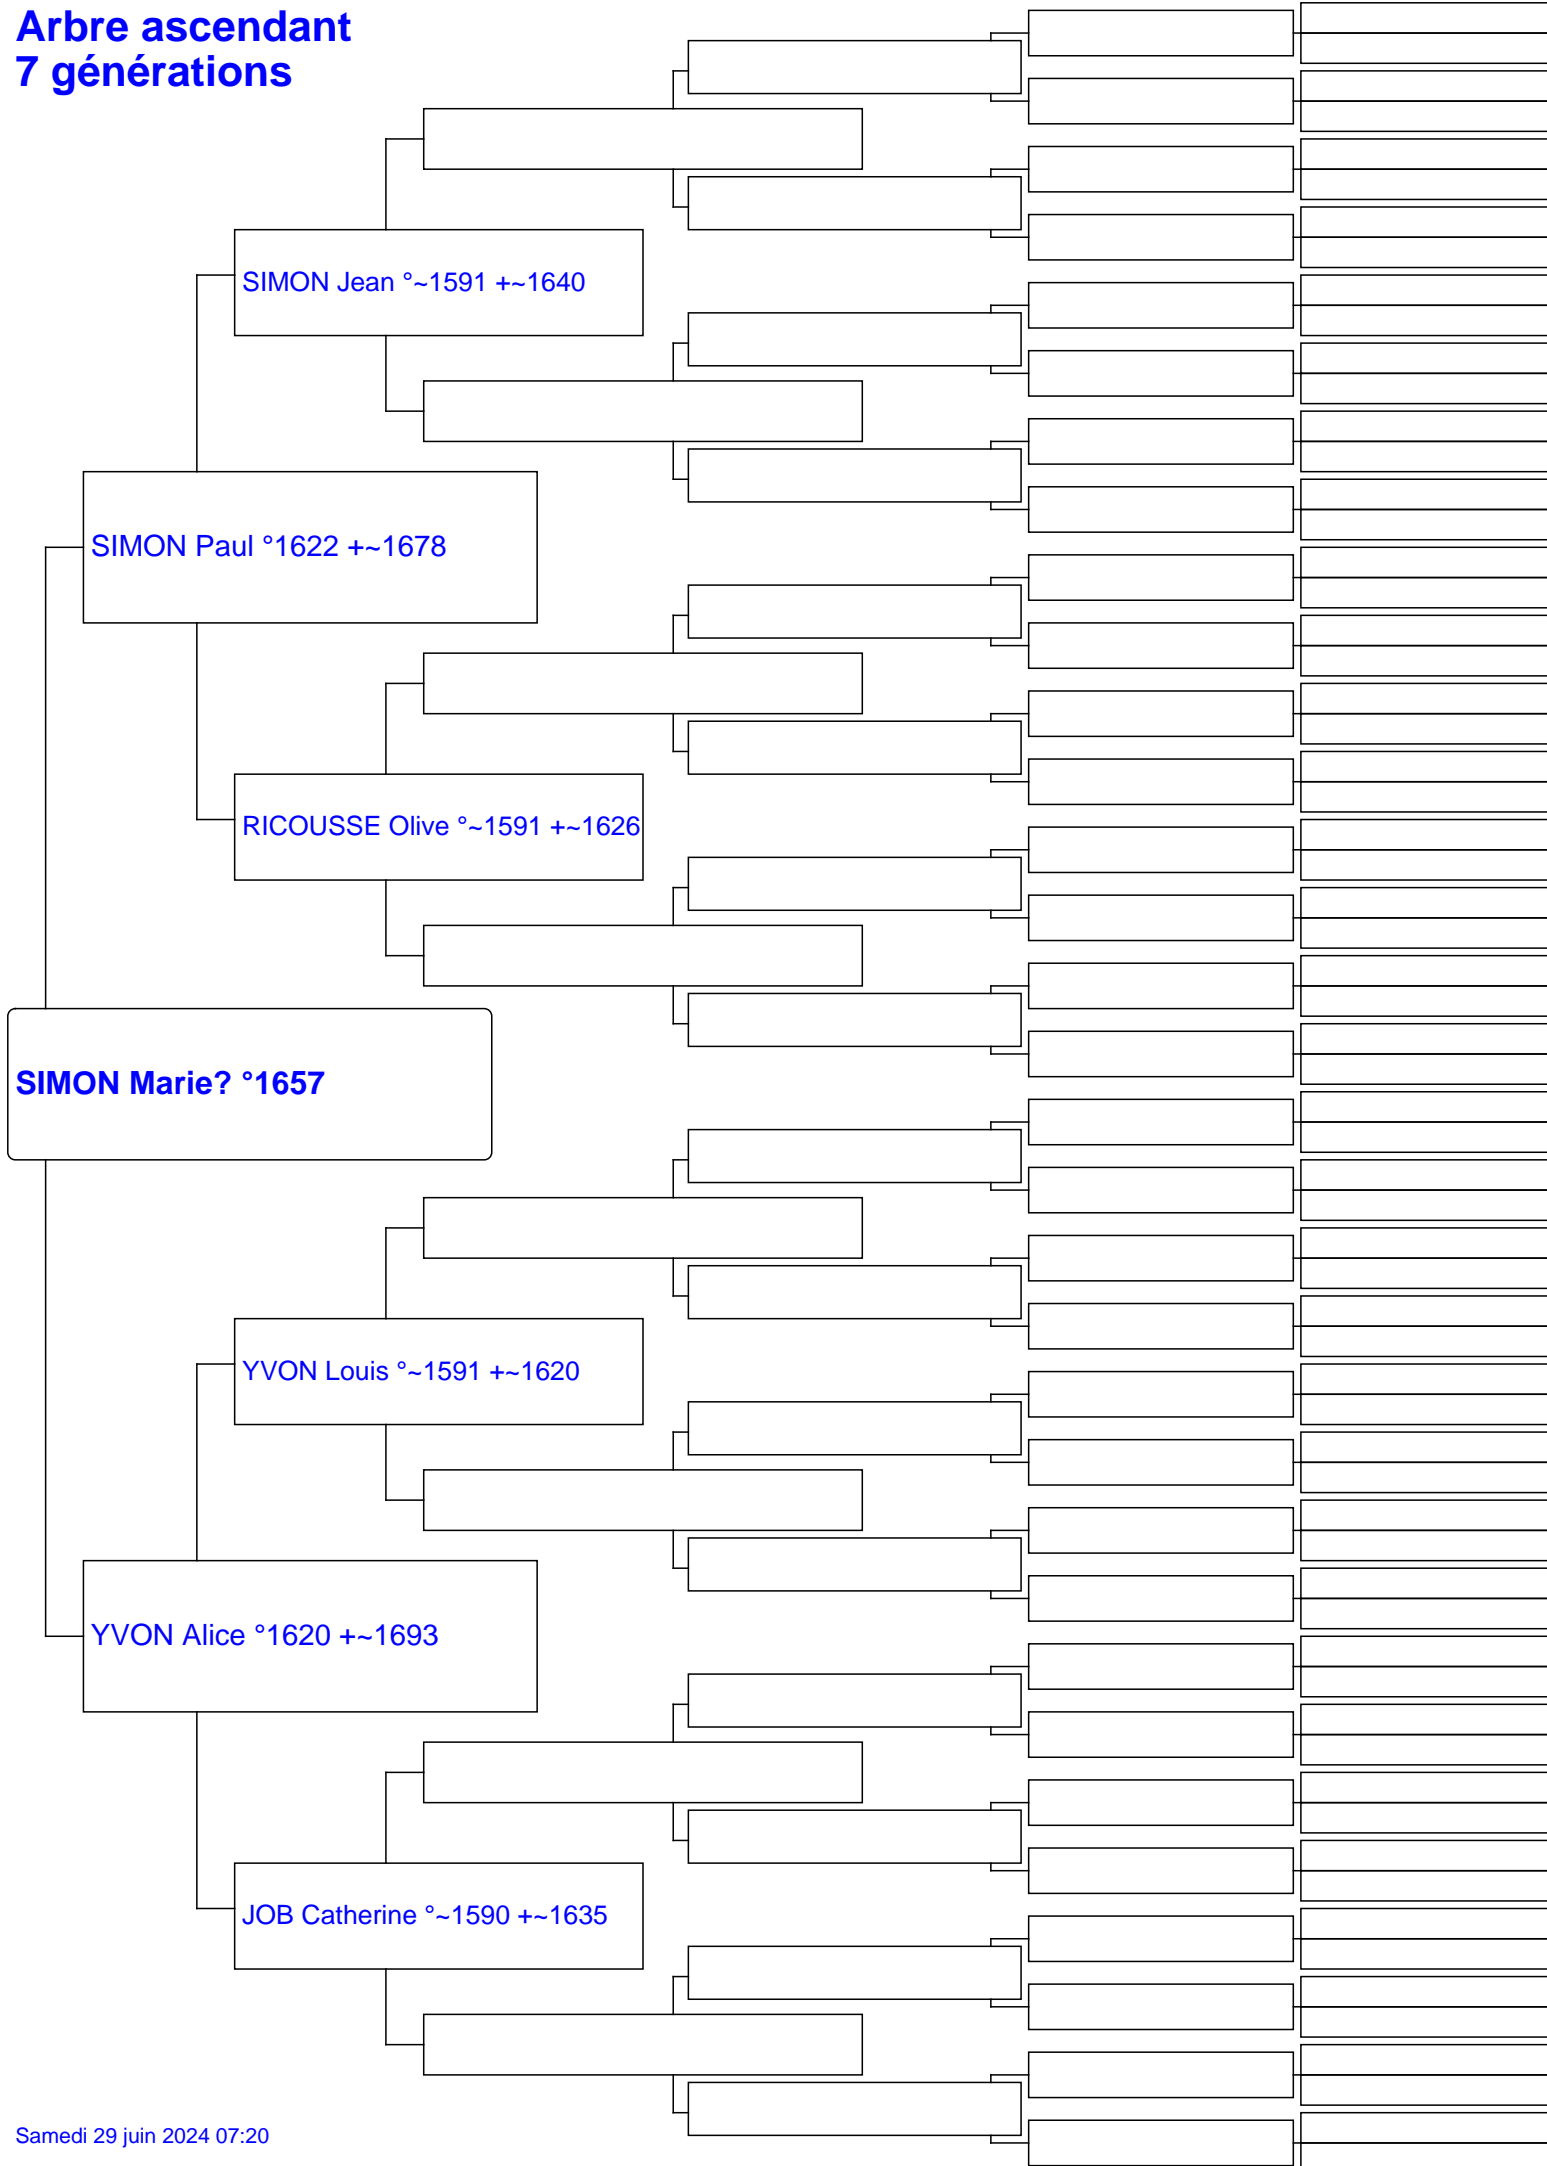 Arbre ascendant
7 générations
SIMON Jean °~1591 +~1640
SIMON Paul °1622 +~1678
RICOUSSE Olive °~1591 +~1626
SIMON Marie? °1657
YVON Louis °~1591 +~1620
YVON Alice °1620 +~1693
JOB Catherine °~1590 +~1635
Samedi 29 juin 2024 07:20